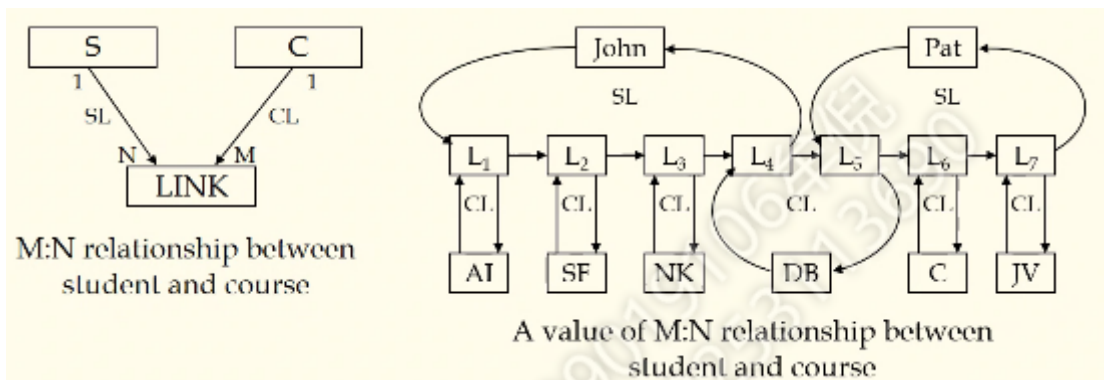 S
C
John
Pat
1
1
SL
CL
SL
SL
N
M
LINK
L1
L2
L3
L4
L5
L6
L7
CL
CL
CL
CL
CL
CL
AI
SF
NK
DB
C
JV
M:N relationship between
student and course
A value of M:N relationship between
student and course